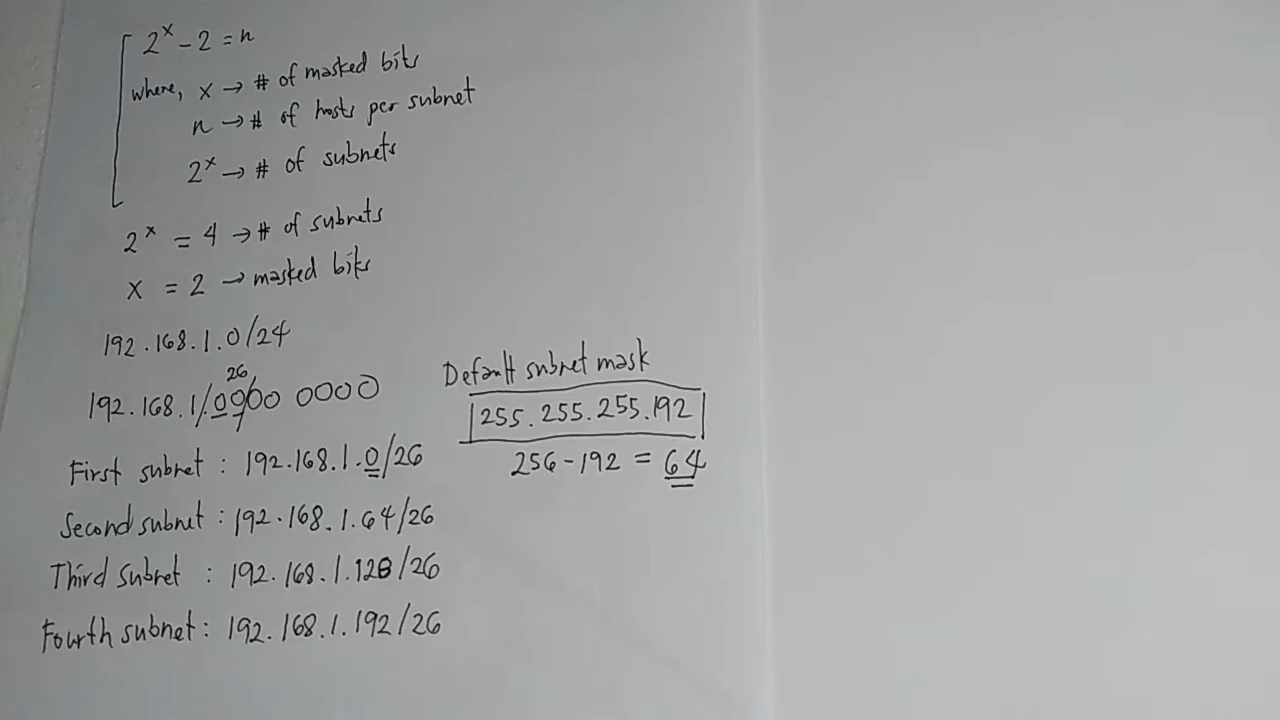 2^x - 2 = n
where, x → # of masked bits
n → # of hosts per subnet
2^x → # of subnets
2^x = 4 → # of subnets
x = 2 → masked bits
192.168.1.0/24
26
192.168.1/.00/00 0000
First subnet : 192.168.1.0/26
Second subnet : 192.168.1.64/26
Third subnet : 192.168.1.128/26
Fourth subnet : 192.168.1.192/26
Default subnet mask
255.255.255.192
256-192 = 64